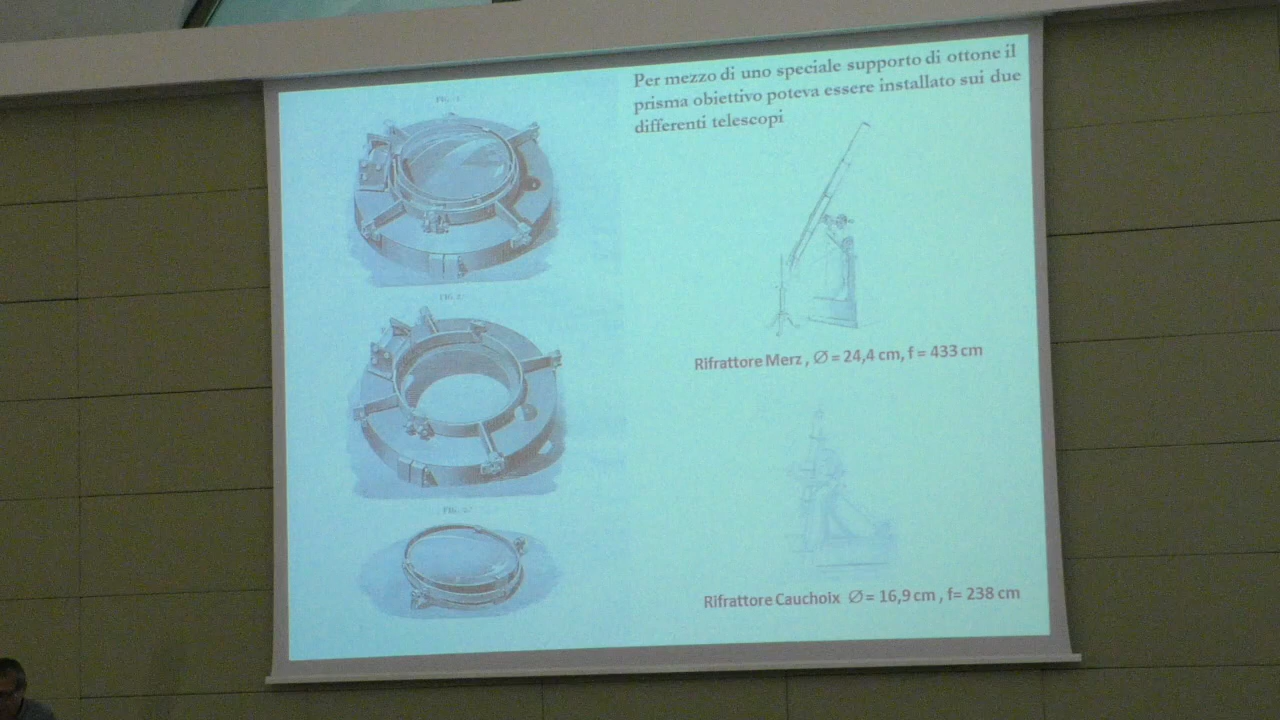 Per mezzo di uno speciale supporto di ottone il
prisma obiettivo poteva essere installato sui due
differenti telescopi
Rifrattore Merz , Ø = 24,4 cm, f = 433 cm
Rifrattore Cauchoix Ø = 16,9 cm , f= 238 cm